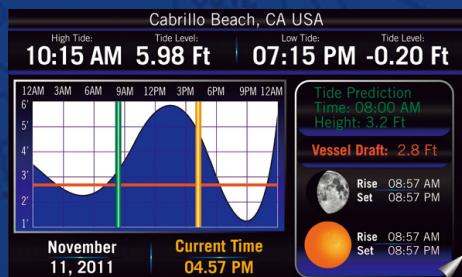 Cabrillo Beach, CA USA
High Tide: Tide Level: Low Tide: Tide Level:
10:15 AM 5.98 Ft 07:15 PM -0.20 Ft
12AM 3AM 6AM 9AM 12PM 3PM 6PM 9PM 12AM
6'
5'
4'
3'
2'
1'
Tide Prediction
Time: 08:00 AM
Height: 3.2 Ft
Vessel Draft: 2.8 Ft
Rise 08:57 AM
Set 08:57 PM
Rise 08:57 AM
Set 08:57 PM
November
11, 2011
Current Time
04.57 PM